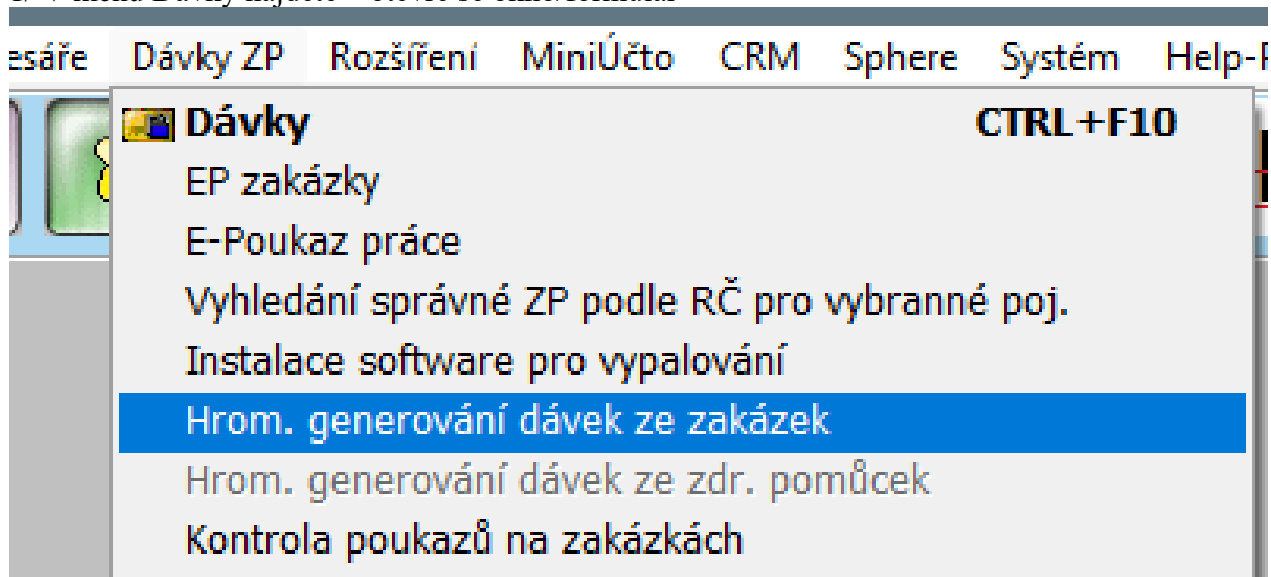 esáře Dávky ZP Rozšíření MiniÚčto CRM Sphere Systém Help-
Dávky CTRL+F10
EP zakázky
E-Poukaz práce
Vyhledání správné ZP podle RČ pro vybranné poj.
Instalace software pro vypalování
Hrom. generování dávek ze zakázek
Hrom. generování dávek ze zdr. pomůcek
Kontrola poukazů na zakázkách